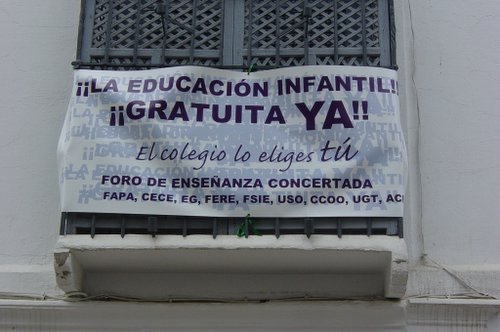 ¡¡LA EDUCACIÓN INFANTIL!!
¡¡GRATUITA YA!!
El colegio lo eliges tú
FORO DE ENSEÑANZA CONCERTADA
FAPA, CECE, EG, FERE, FSIE, USO, CCOO, UGT, ACI